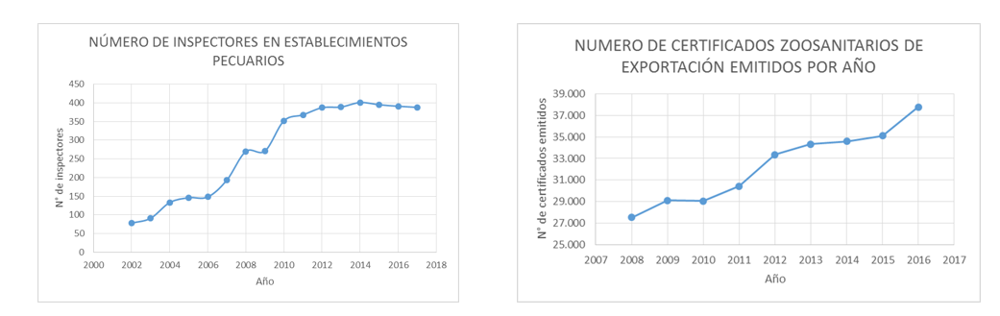 NÚMERO DE INSPECTORES EN ESTABLECIMIENTOS
PECUARIOS
450
400
350
300
250
200
150
100
50
0
N° de inspectores
2000 2002 2004 2006 2008 2010 2012 2014 2016 2018
Año
NUMERO DE CERTIFICADOS ZOOSANITARIOS DE
EXPORTACIÓN EMITIDOS POR AÑO
39.000
37.000
35.000
33.000
31.000
29.000
27.000
25.000
N° de certificados emitidos
2007 2008 2009 2010 2011 2012 2013 2014 2015 2016 2017
Año